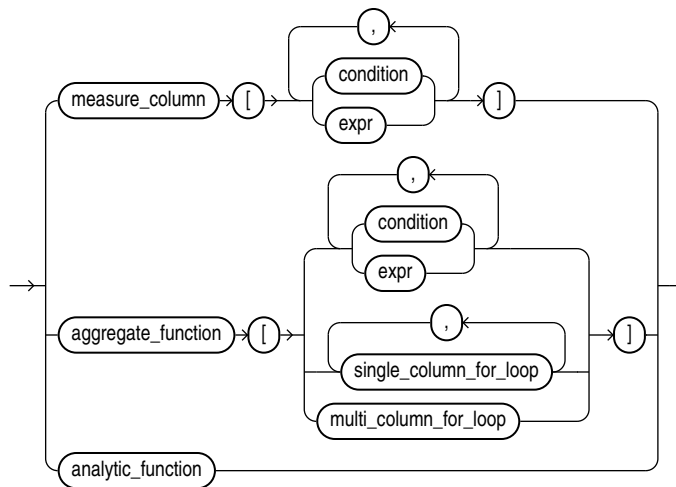 ,
condition
measure_column [ ]
expr
,
condition
expr
aggregate_function [ ]
,
single_column_for_loop
multi_column_for_loop
analytic_function